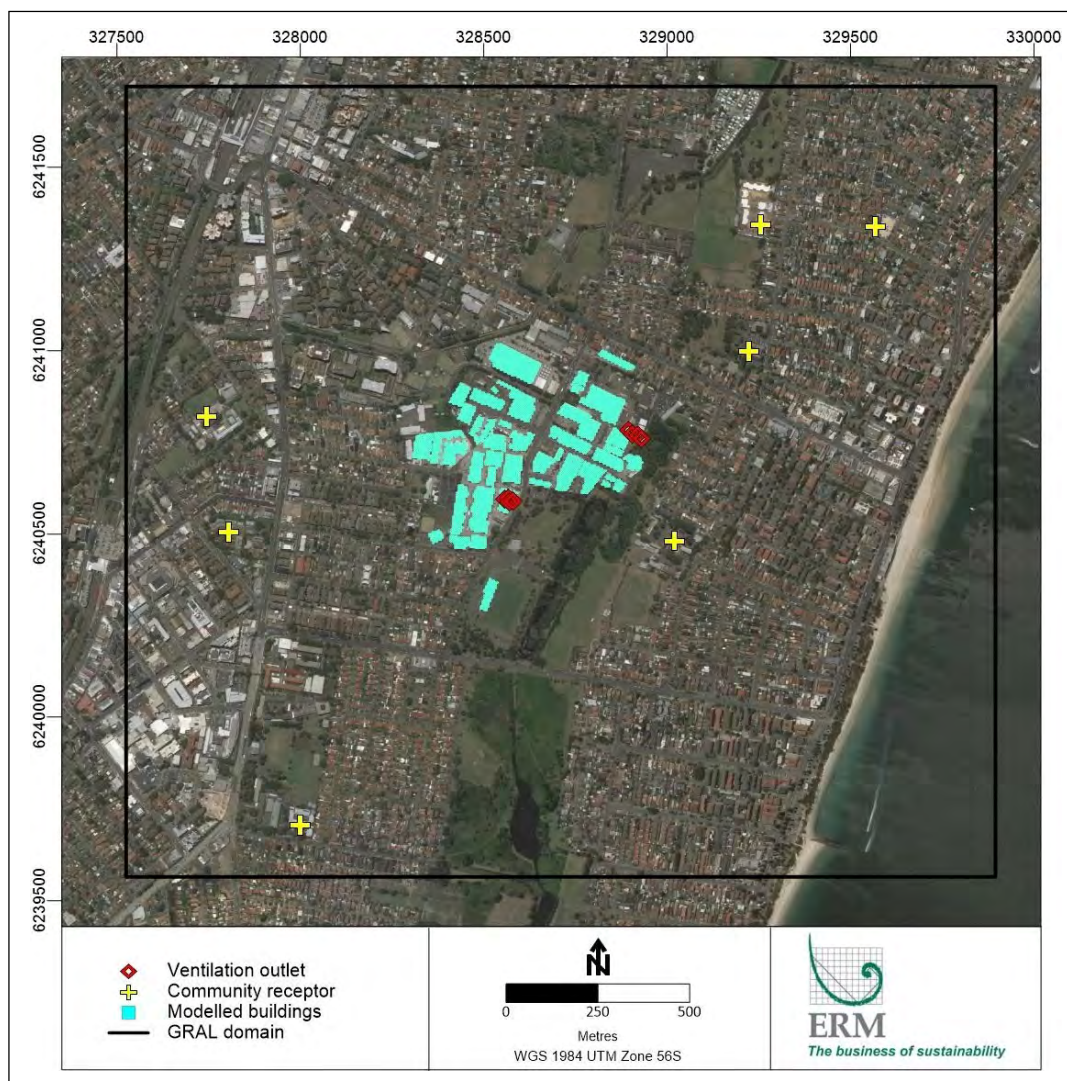 327500 328000 328500 329000 329500 330000
6241500
6241000
6240500
6240000
6239500
Ventilation outlet
Community receptor
Modelled buildings
GRAL domain
N
0 250 500
Metres
WGS 1984 UTM Zone 56S
ERM
The business of sustainability